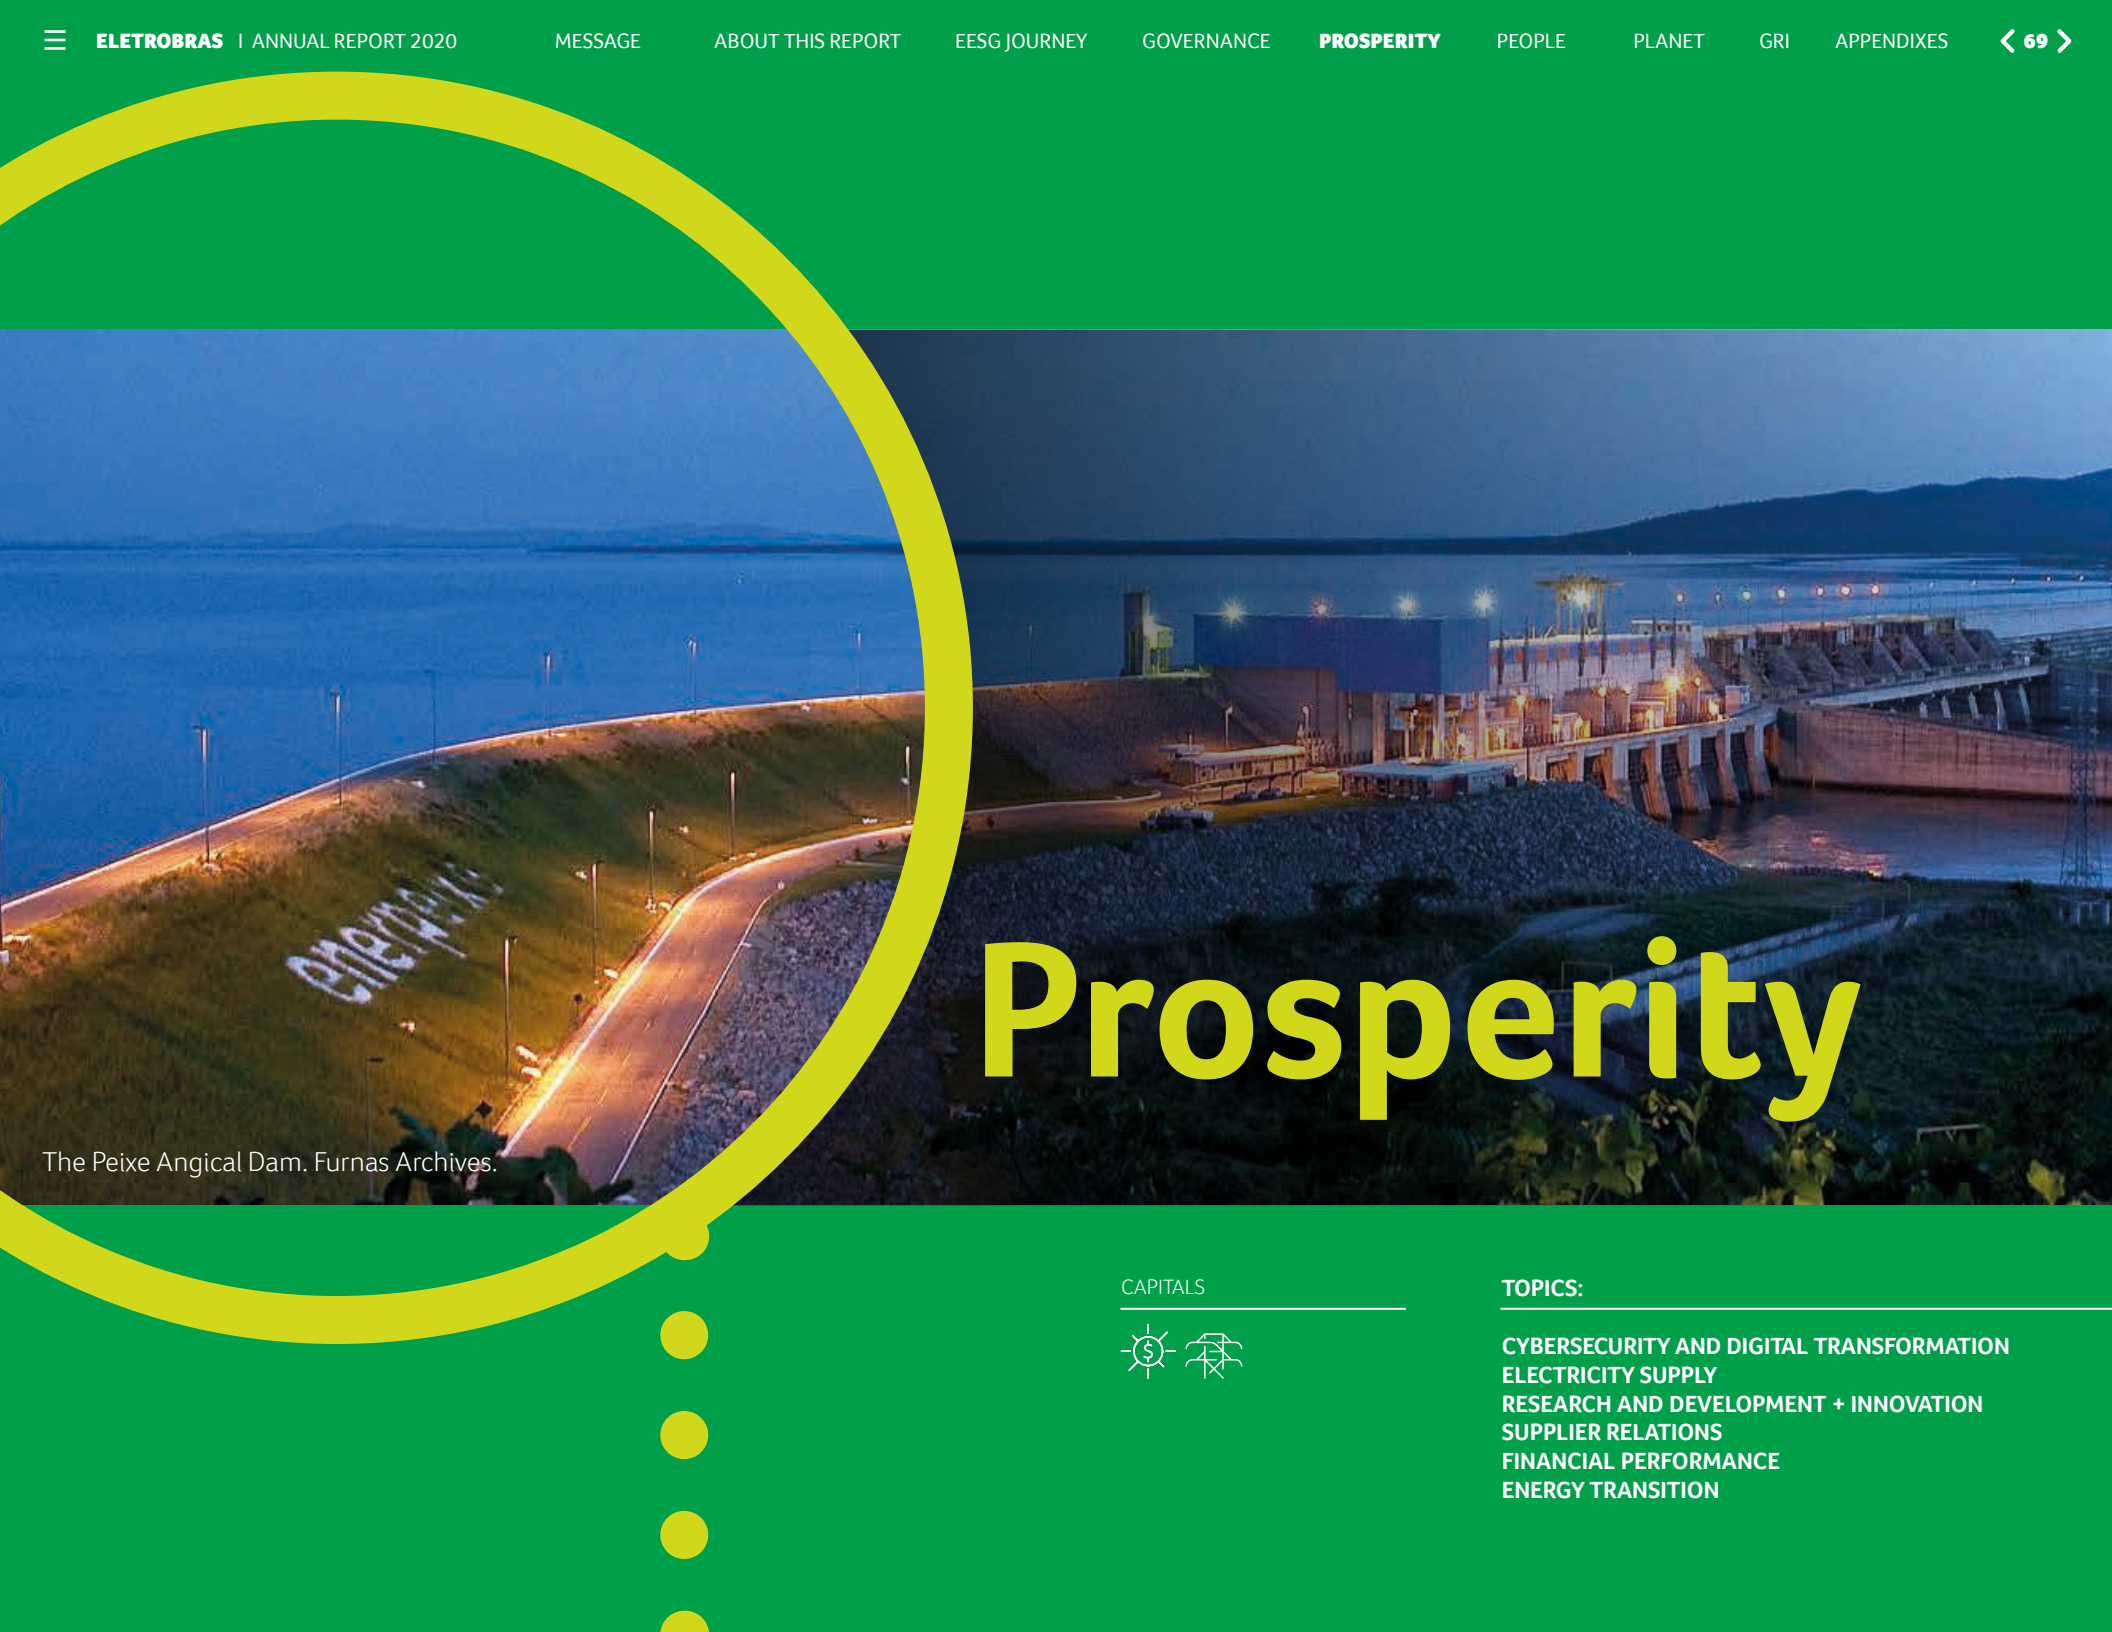 ELETROBRAS I ANNUAL REPORT 2020 MESSAGE ABOUT THIS REPORT EESG JOURNEY GOVERNANCE PROSPERITY PEOPLE PLANET GRI APPENDIXES 69
enerpeixe
Prosperity
The Peixe Angical Dam. Furnas Archives.
CAPITALS
TOPICS:
CYBERSECURITY AND DIGITAL TRANSFORMATION
ELECTRICITY SUPPLY
RESEARCH AND DEVELOPMENT + INNOVATION
SUPPLIER RELATIONS
FINANCIAL PERFORMANCE
ENERGY TRANSITION